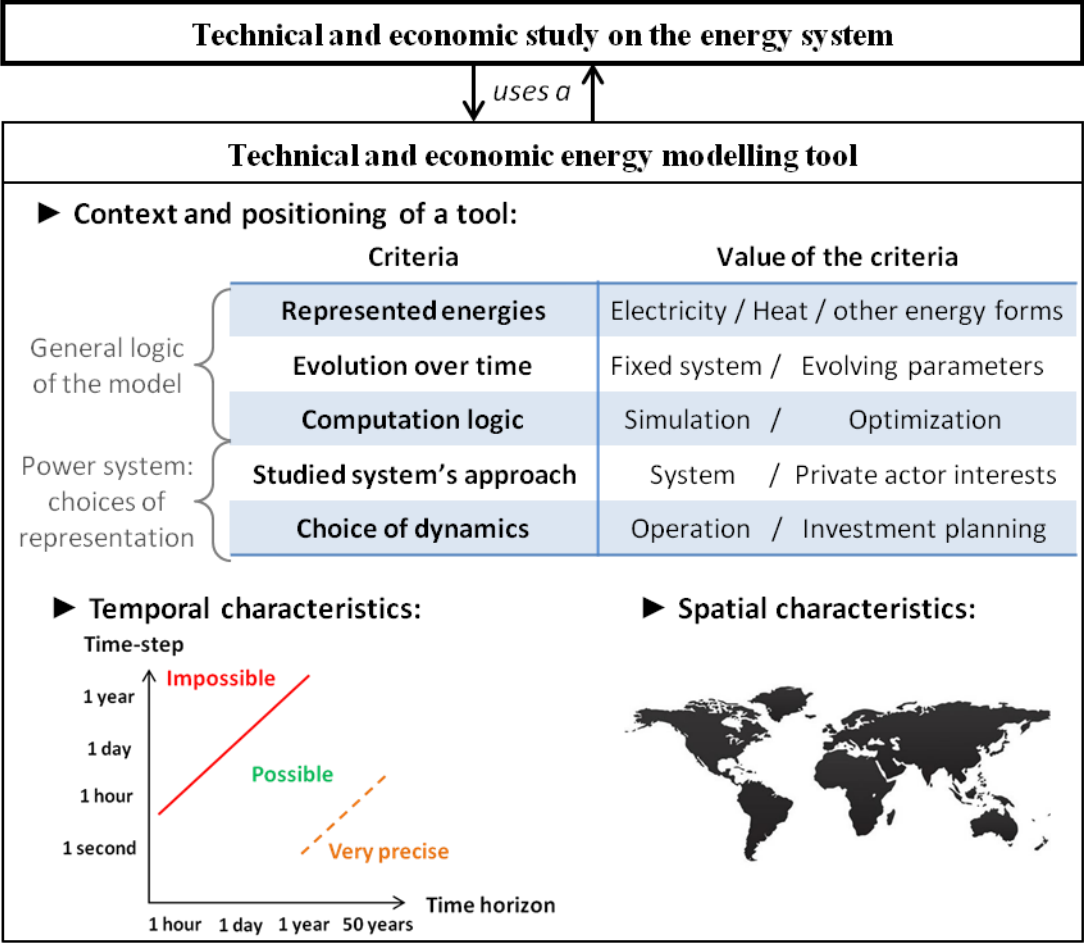 Technical and economic study on the energy system
uses a
Technical and economic energy modelling tool
► Context and positioning of a tool:
Criteria
Value of the criteria
General logic
of the model
Represented energies
Electricity / Heat / other energy forms
Evolution over time
Fixed system / Evolving parameters
Computation logic
Simulation / Optimization
Power system:
choices of
representation
Studied system's approach
System / Private actor interests
Choice of dynamics
Operation / Investment planning
► Temporal characteristics:
Time-step
1 year
1 day
1 hour
1 second
Impossible
Possible
Very precise
1 hour 1 day 1 year 50 years
Time horizon
► Spatial characteristics: